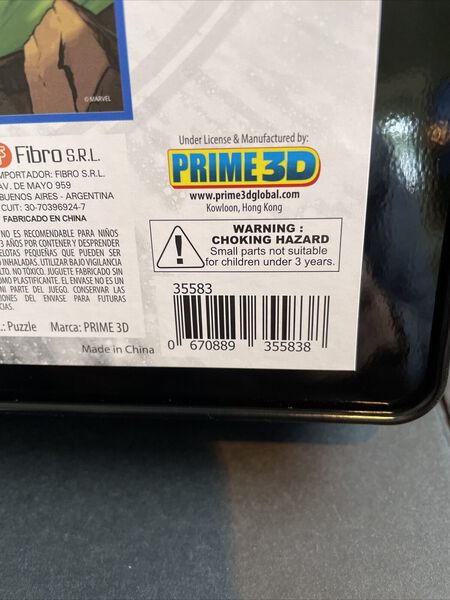 © MARVEL
Fibro S.R.L.
IMPORTADOR: FIBRO S.R.L.
AV. DE MAYO 959
BUENOS AIRES - ARGENTINA
CUIT: 30-70396924-7
FABRICADO EN CHINA
NO ES RECOMENDABLE PARA NIÑOS
3 AÑOS POR CONTENER Y DESPRENDER
PEQUEÑAS QUE PUEDEN SER
INHALADAS. UTILIZAR BAJO VIGILANCIA
NO TÓXICO. JUGUETE FABRICADO SIN
PLASTIFICANTE. EL ENVASE NO ES UN
NI PARTE DEL JUEGO. CONSERVAR LAS
DEL ENVASE PARA FUTURAS
Puzzle Marca: PRIME 3D
Made in China
Under License & Manufactured by:
PRIME3D
www.prime3dglobal.com
Kowloon, Hong Kong
WARNING :
CHOKING HAZARD
Small parts not suitable
for children under 3 years.
35583
0 670889 355838